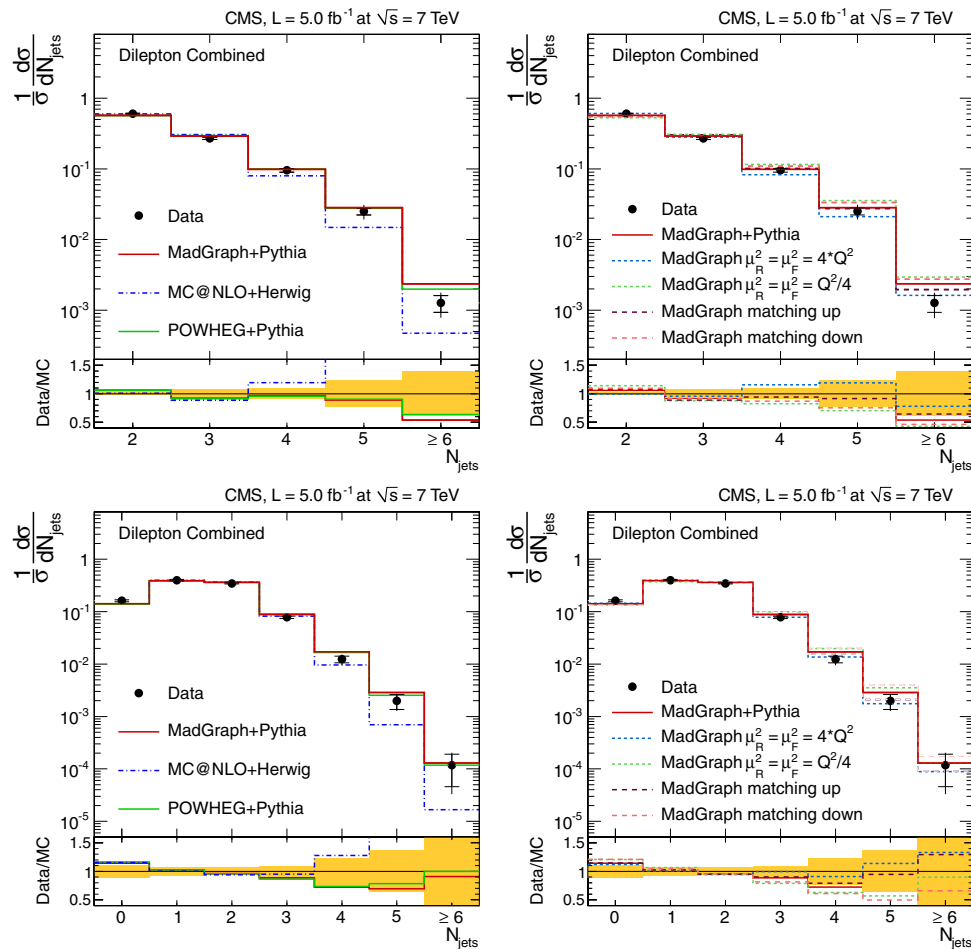 CMS, L = 5.0 fb⁻¹ at √s = 7 TeV
1/σ dσ/dN_jets
Dilepton Combined
1
10⁻¹
10⁻²
10⁻³
Data
MadGraph+Pythia
MC@NLO+Herwig
POWHEG+Pythia
Data/MC
1.5
1
0.5
2 3 4 5 ≥ 6
N_jets
CMS, L = 5.0 fb⁻¹ at √s = 7 TeV
1/σ dσ/dN_jets
Dilepton Combined
1
10⁻¹
10⁻²
10⁻³
Data
MadGraph+Pythia
MadGraph μ²_R = μ²_F = 4*Q²
MadGraph μ²_R = μ²_F = Q²/4
MadGraph matching up
MadGraph matching down
Data/MC
1.5
1
0.5
2 3 4 5 ≥ 6
N_jets
CMS, L = 5.0 fb⁻¹ at √s = 7 TeV
1/σ dσ/dN_jets
Dilepton Combined
1
10⁻¹
10⁻²
10⁻³
10⁻⁴
10⁻⁵
Data
MadGraph+Pythia
MC@NLO+Herwig
POWHEG+Pythia
Data/MC
1.5
1
0.5
0 1 2 3 4 5 ≥ 6
N_jets
CMS, L = 5.0 fb⁻¹ at √s = 7 TeV
1/σ dσ/dN_jets
Dilepton Combined
1
10⁻¹
10⁻²
10⁻³
10⁻⁴
10⁻⁵
Data
MadGraph+Pythia
MadGraph μ²_R = μ²_F = 4*Q²
MadGraph μ²_R = μ²_F = Q²/4
MadGraph matching up
MadGraph matching down
Data/MC
1.5
1
0.5
0 1 2 3 4 5 ≥ 6
N_jets